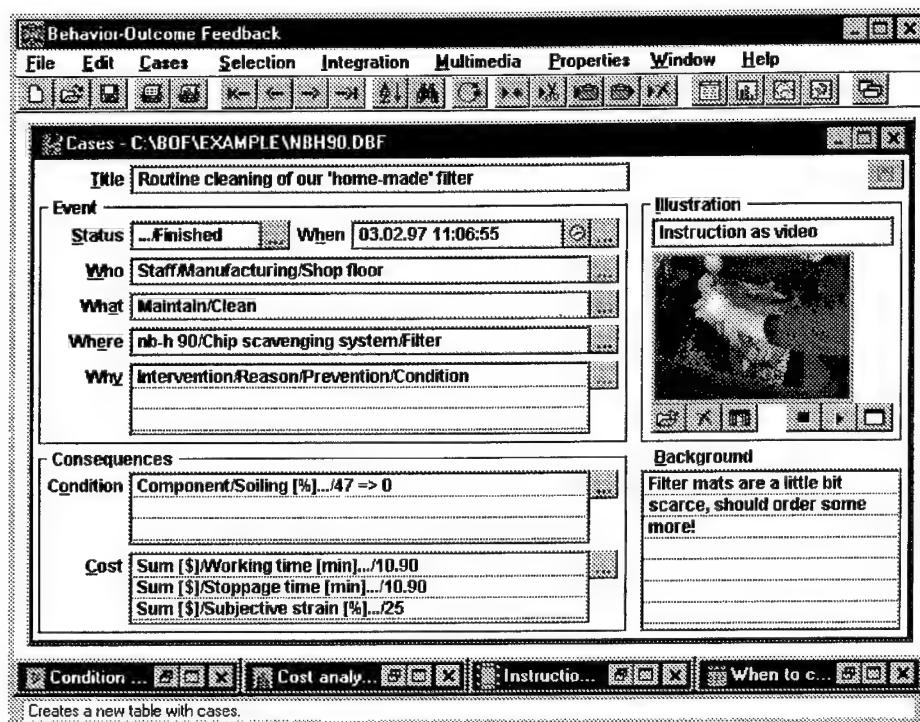 Behavior-Outcome Feedback
File Edit Cases Selection Integration Multimedia Properties Window Help
Cases - C:\BOF\EXAMPLE\NBH90.DBF
Title Routine cleaning of our 'home-made' filter
Event
Status .../Finished ... When 03.02.97 11:06:55 ...
Who Staff/Manufacturing/Shop floor ...
What Maintain/Clean ...
Where nb-h 90/Chip scavenging system/Filter ...
Why Intervention/Reason/Prevention/Condition ...
Illustration
Instruction as video
Consequences
Condition Component/Soiling [%].../47 => 0 ...
Cost Sum [$]/Working time [min].../10.90 ...
Sum [$]/Stoppage time [min].../10.90
Sum [$]/Subjective strain [%].../25
Background
Filter mats are a little bit
scarce, should order some
more!
Condition ... Cost analy... Instructio... When to c...
Creates a new table with cases.